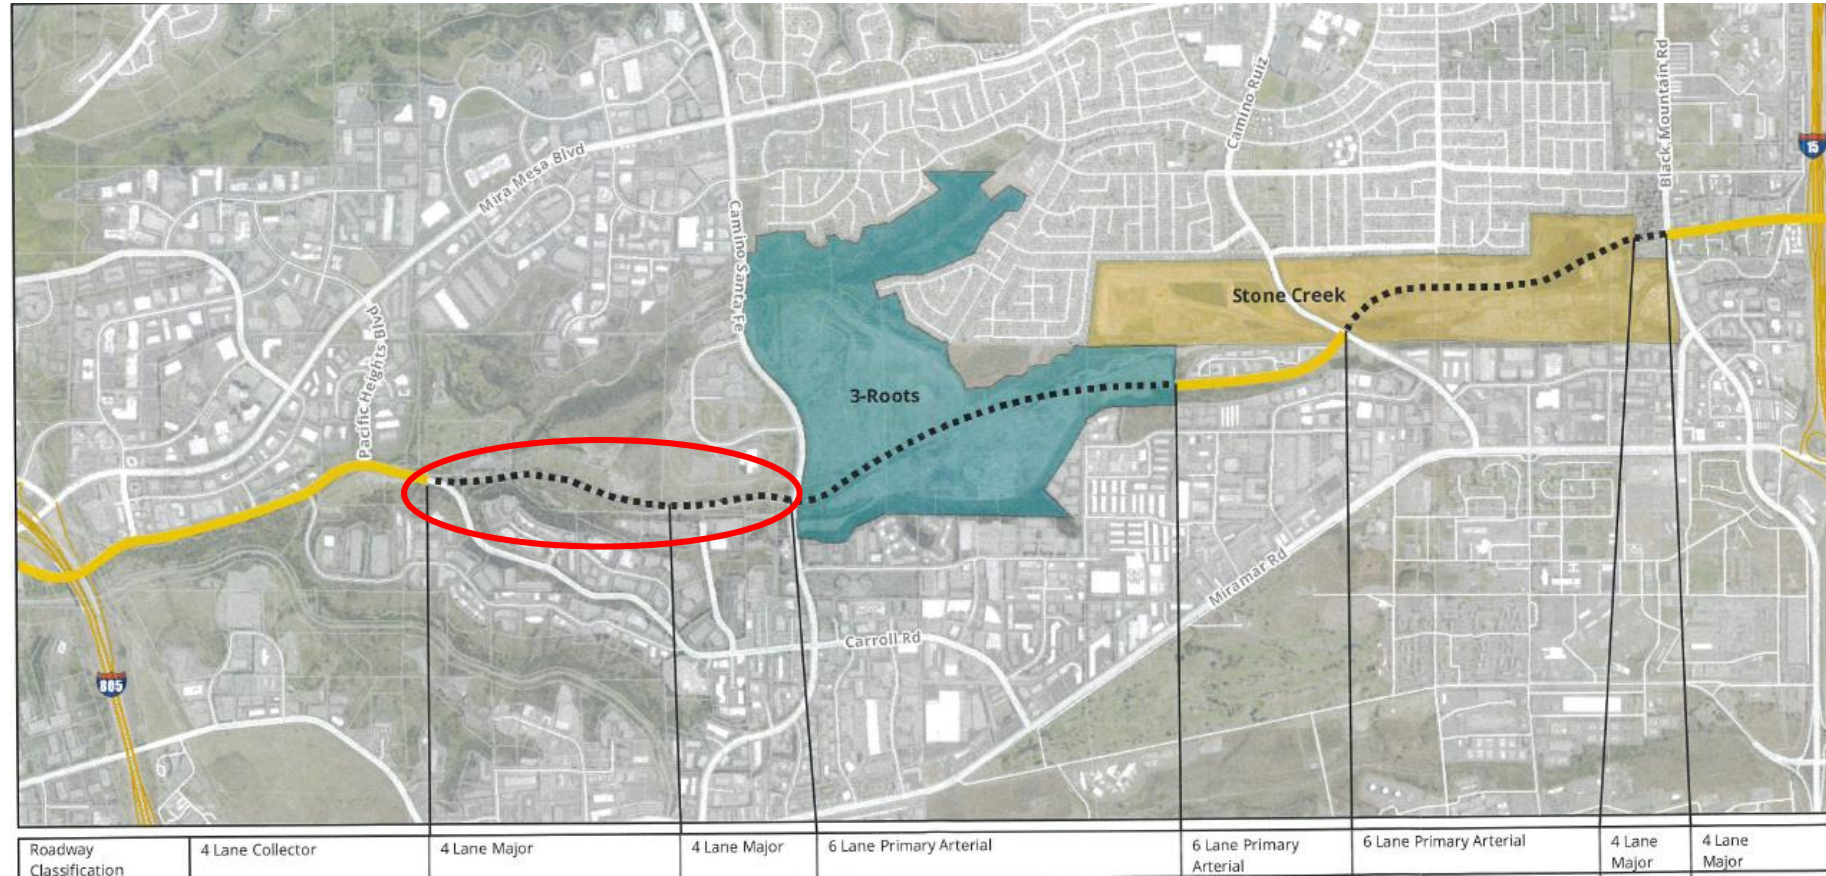 Mira Mesa Blvd
Camino Santa Fe
Camino Ruiz
Black Mountain Rd
15
Pacific Heights Blvd
Stone Creek
3-Roots
Miramar Rd
Carroll Rd
805
Roadway
Classification
4 Lane Collector
4 Lane Major
4 Lane Major
6 Lane Primary Arterial
6 Lane Primary
Arterial
6 Lane Primary Arterial
4 Lane
Major
4 Lane
Major